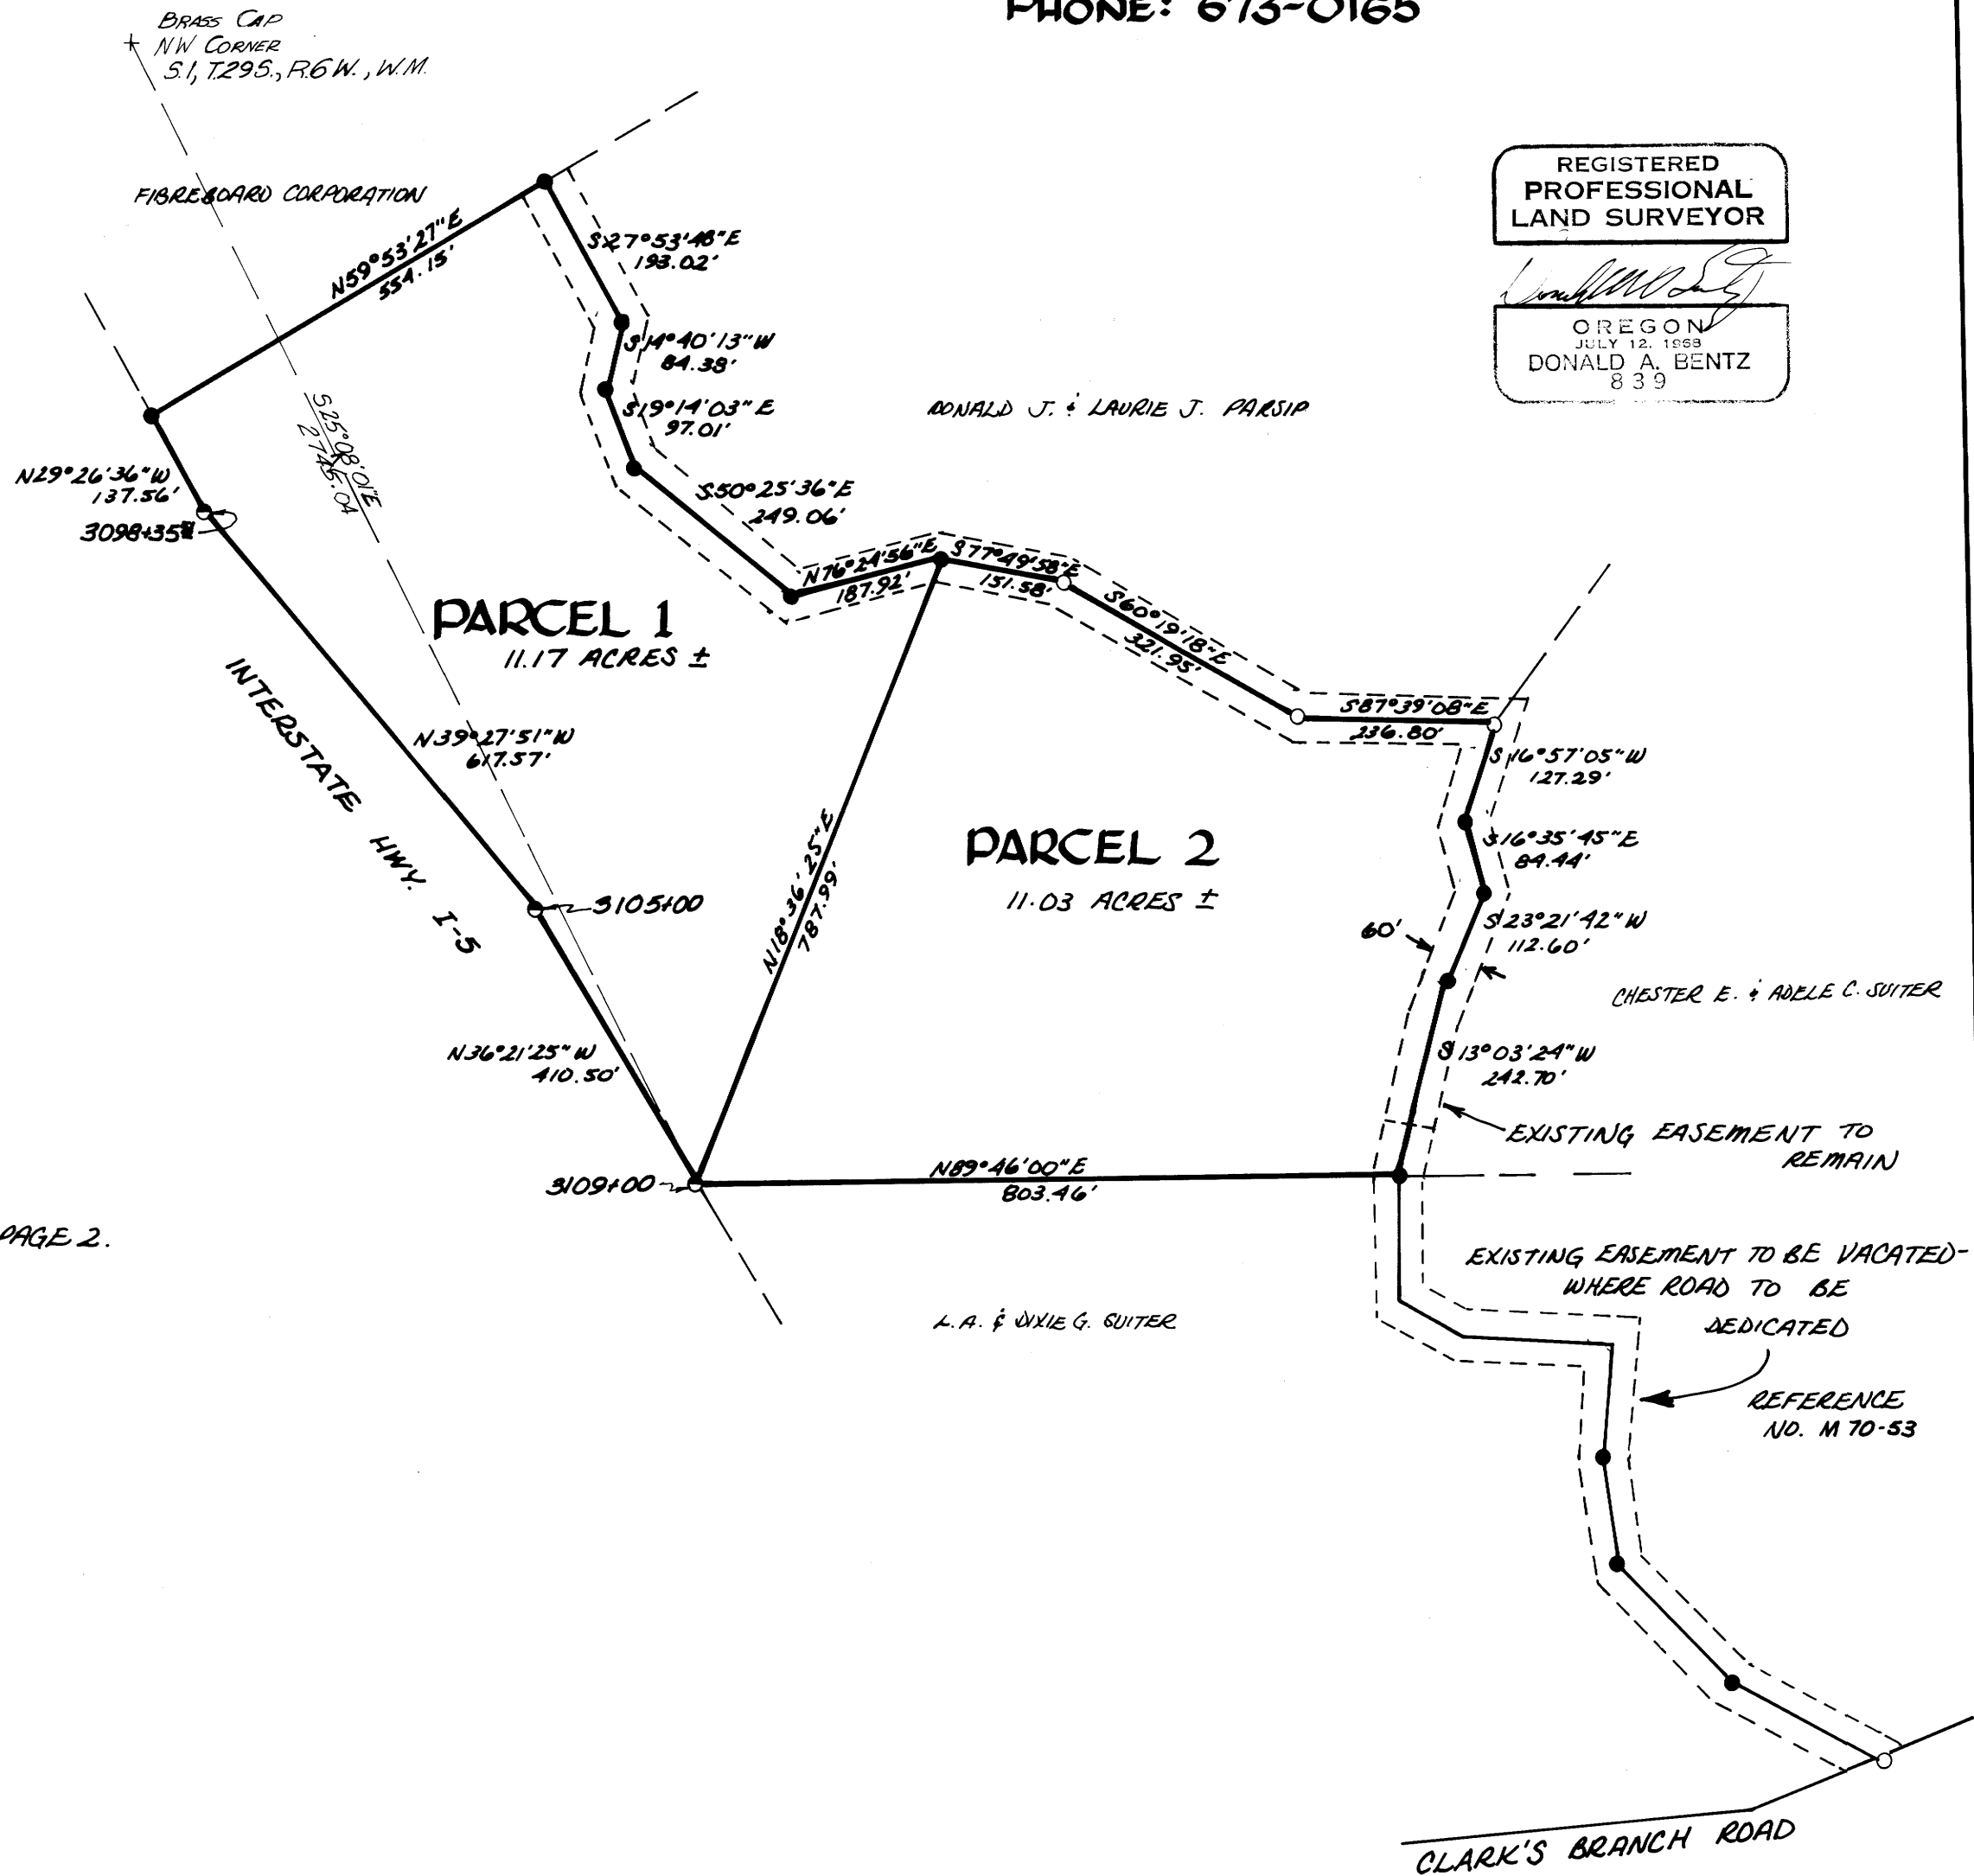 PHONE: 673-0165
BRASS CAP
NW CORNER
S.1, T.29S., R.6W., W.M.
REGISTERED
PROFESSIONAL
LAND SURVEYOR
OREGON
JULY 12, 1968
DONALD A. BENTZ
839
FIBREBOARD CORPORATION
N59°53'27"E
554.15'
S27°53'48"E
193.02'
S14°40'13"W
84.38'
S19°14'03"E
97.01'
DONALD J. & LAURIE J. PARSIP
S25°08'01"E
2745.04
N29°26'36"W
137.56'
3098+35
S50°25'36"E
249.06'
N76°24'56"E
187.92'
S77°49'58"E
151.58'
S60°19'18"E
321.95'
PARCEL 1
11.17 ACRES ±
S87°39'08"E
236.80'
S16°57'05"W
127.29'
INTERSTATE HWY. I-5
N39°27'51"W
617.57'
N18°36'25"E
787.99'
PARCEL 2
11.03 ACRES ±
S16°35'45"E
84.44'
3105+00
60'
S23°21'42"W
112.60'
CHESTER E. & ADELE C. SUITER
N36°21'25"W
410.50'
S13°03'24"W
242.70'
EXISTING EASEMENT TO
REMAIN
3109+00
N89°46'00"E
803.46'
PAGE 2.
EXISTING EASEMENT TO BE VACATED-
WHERE ROAD TO BE
DEDICATED
L.A. & DIXIE G. SUITER
REFERENCE
NO. M70-53
CLARK'S BRANCH ROAD